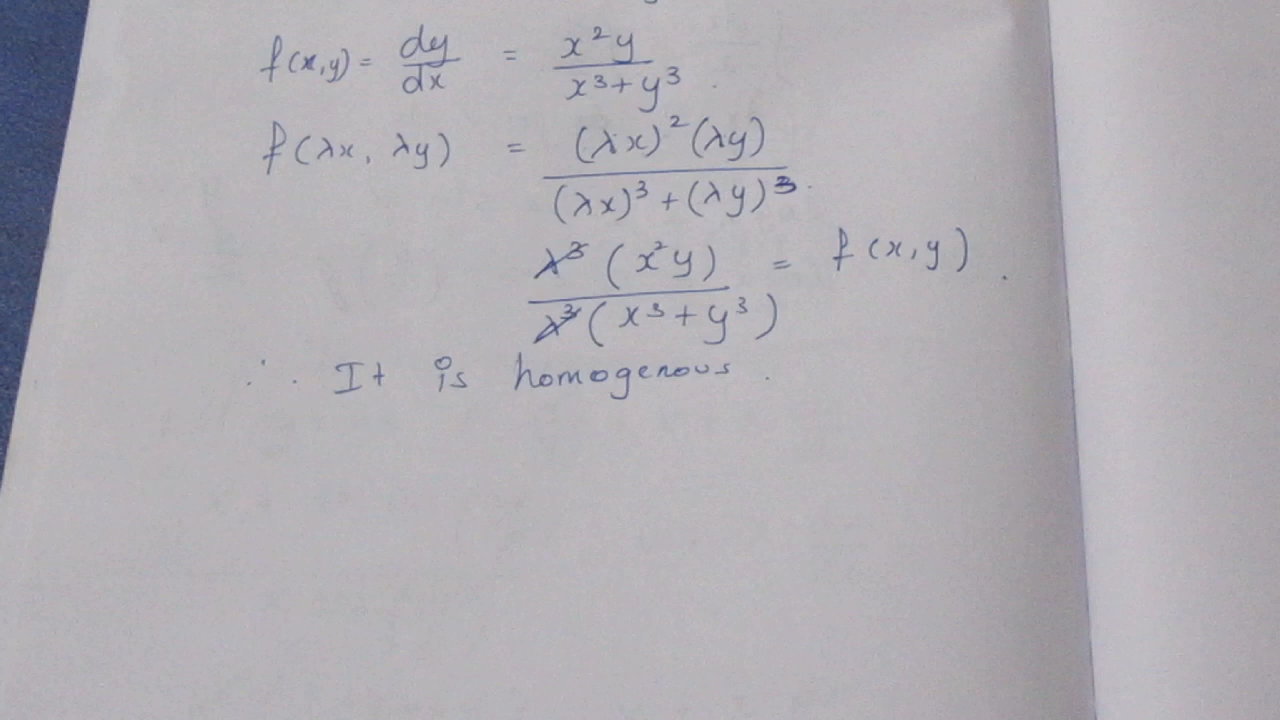 f(x,y) = dy/dx = x²y / x³+y³ .
f(λx, λy) = (λx)²(λy) / (λx)³+(λy)³ .
λ³(x²y) / λ³(x³+y³) = f(x,y) .
∴ It is homogenous .